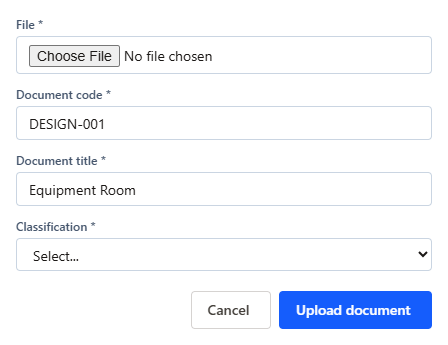 File *
Choose File No file chosen
Document code *
DESIGN-001
Document title *
Equipment Room
Classification *
Select...
Cancel Upload document